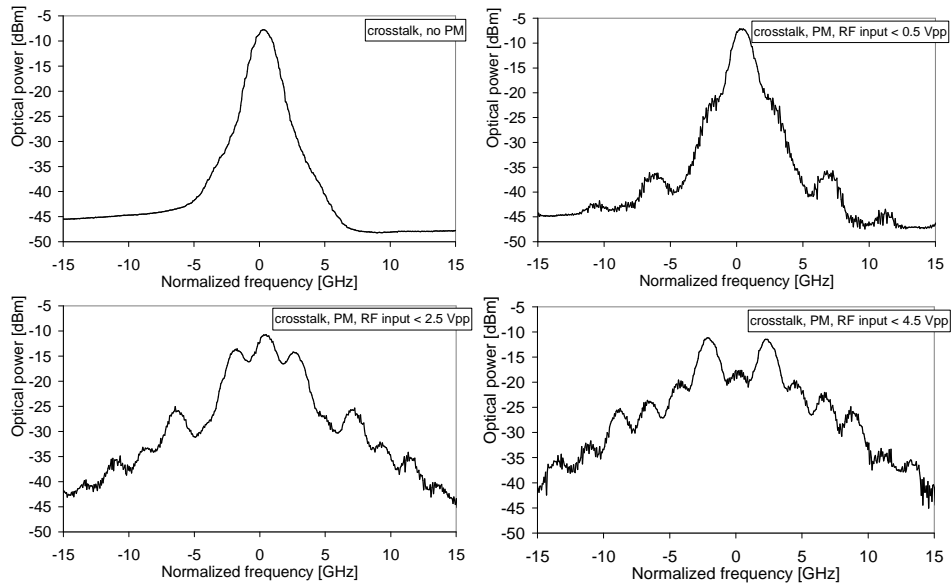 crosstalk, no PM
Optical power [dBm]
-5
-10
-15
-20
-25
-30
-35
-40
-45
-50
-15 -10 -5 0 5 10 15
Normalized frequency [GHz]
crosstalk, PM, RF input < 0.5 Vpp
Optical power [dBm]
-5
-10
-15
-20
-25
-30
-35
-40
-45
-50
-15 -10 -5 0 5 10 15
Normalized frequency [GHz]
crosstalk, PM, RF input < 2.5 Vpp
Optical power [dBm]
-5
-10
-15
-20
-25
-30
-35
-40
-45
-50
-15 -10 -5 0 5 10 15
Normalized frequency [GHz]
crosstalk, PM, RF input < 4.5 Vpp
Optical power [dBm]
-5
-10
-15
-20
-25
-30
-35
-40
-45
-50
-15 -10 -5 0 5 10 15
Normalized frequency [GHz]